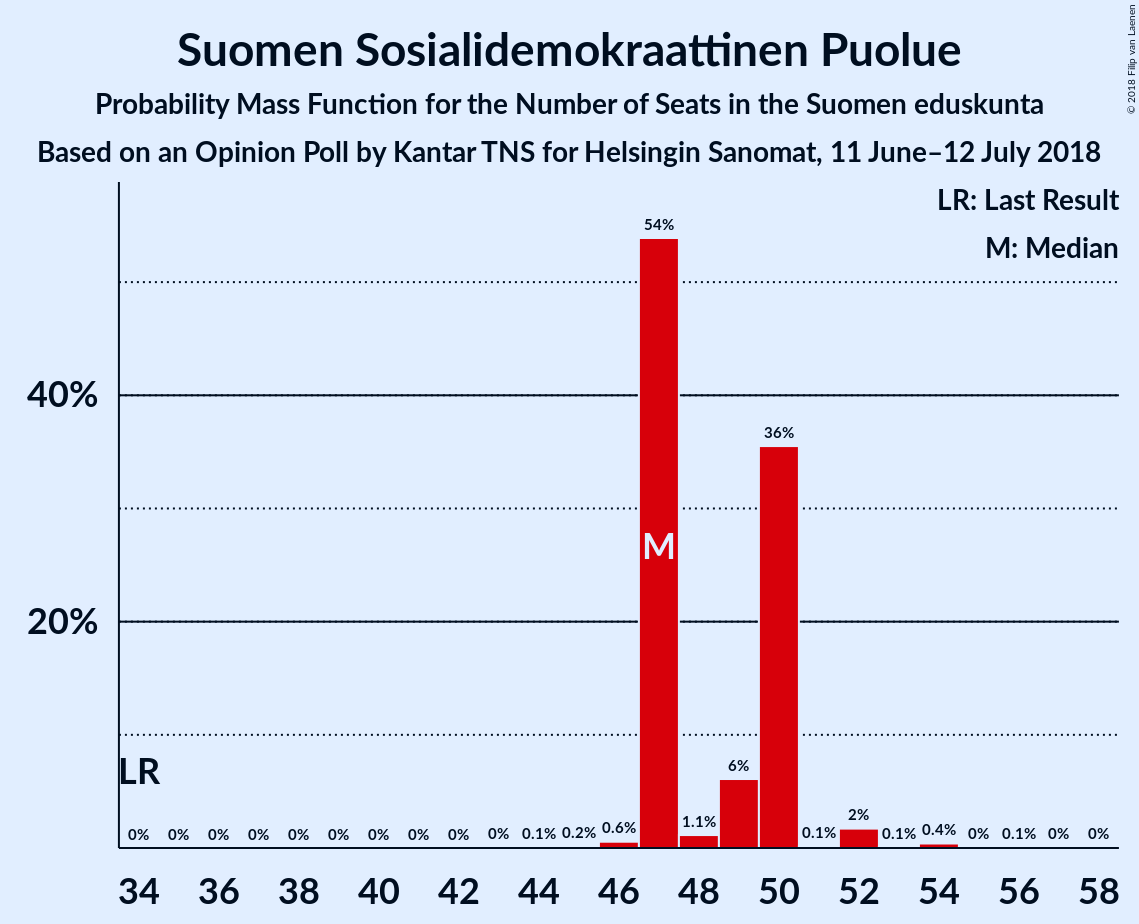 Suomen Sosialidemokraattinen Puolue
Probability Mass Function for the Number of Seats in the Suomen eduskunta
Based on an Opinion Poll by Kantar TNS for Helsingin Sanomat, 11 June–12 July 2018
© 2018 Filip van Laenen
LR: Last Result
M: Median
54%
40%
36%
M
20%
LR
6%
0% 0% 0% 0% 0% 0% 0% 0% 0% 0% 0.1% 0.2% 0.6% 1.1% 0.1% 2% 0.1% 0.4% 0% 0.1% 0% 0%
34 36 38 40 42 44 46 48 50 52 54 56 58